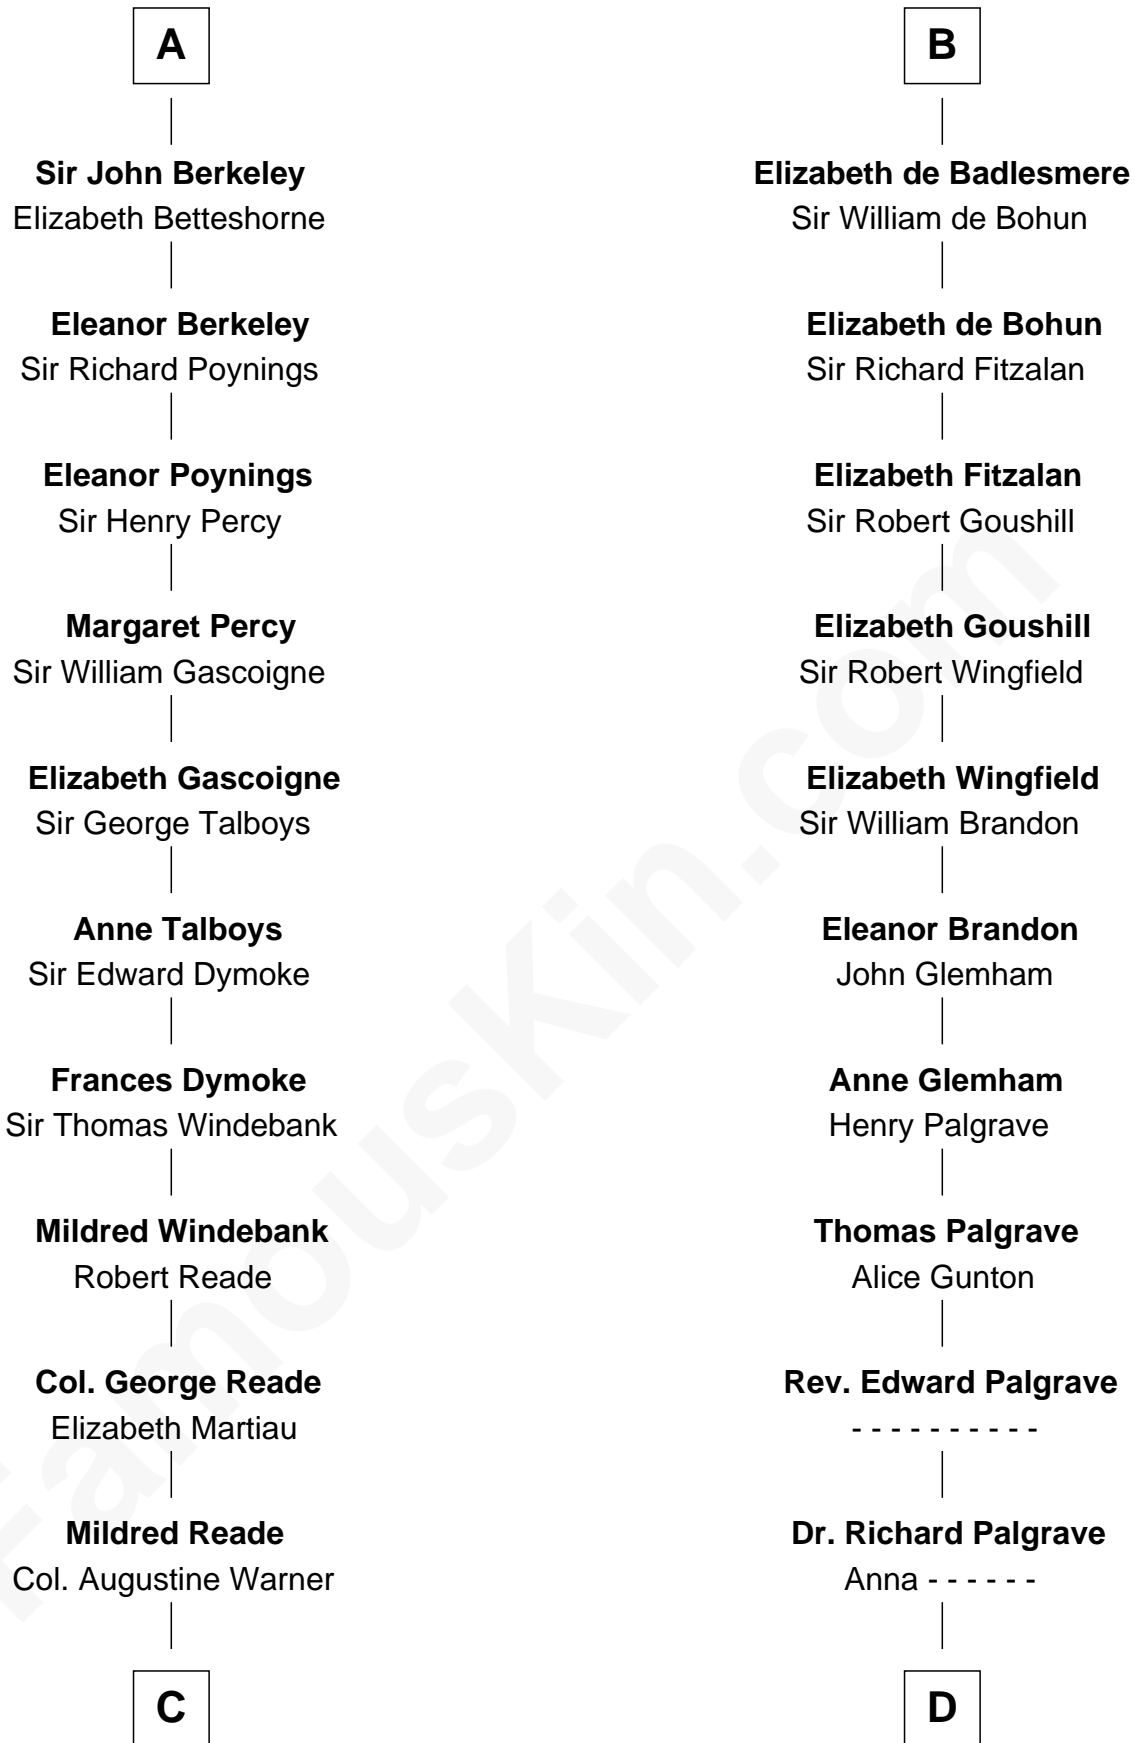 A
Sir John Berkeley
Elizabeth Betteshorne
Eleanor Berkeley
Sir Richard Poynings
Eleanor Poynings
Sir Henry Percy
Margaret Percy
Sir William Gascoigne
Elizabeth Gascoigne
Sir George Talboys
Anne Talboys
Sir Edward Dymoke
Frances Dymoke
Sir Thomas Windebank
Mildred Windebank
Robert Reade
Col. George Reade
Elizabeth Martiau
Mildred Reade
Col. Augustine Warner
C
B
Elizabeth de Badlesmere
Sir William de Bohun
Elizabeth de Bohun
Sir Richard Fitzalan
Elizabeth Fitzalan
Sir Robert Goushill
Elizabeth Goushill
Sir Robert Wingfield
Elizabeth Wingfield
Sir William Brandon
Eleanor Brandon
John Glemham
Anne Glemham
Henry Palgrave
Thomas Palgrave
Alice Gunton
Rev. Edward Palgrave
- - - - - - - - - -
Dr. Richard Palgrave
Anna - - - - - -
D
FamousKin.com